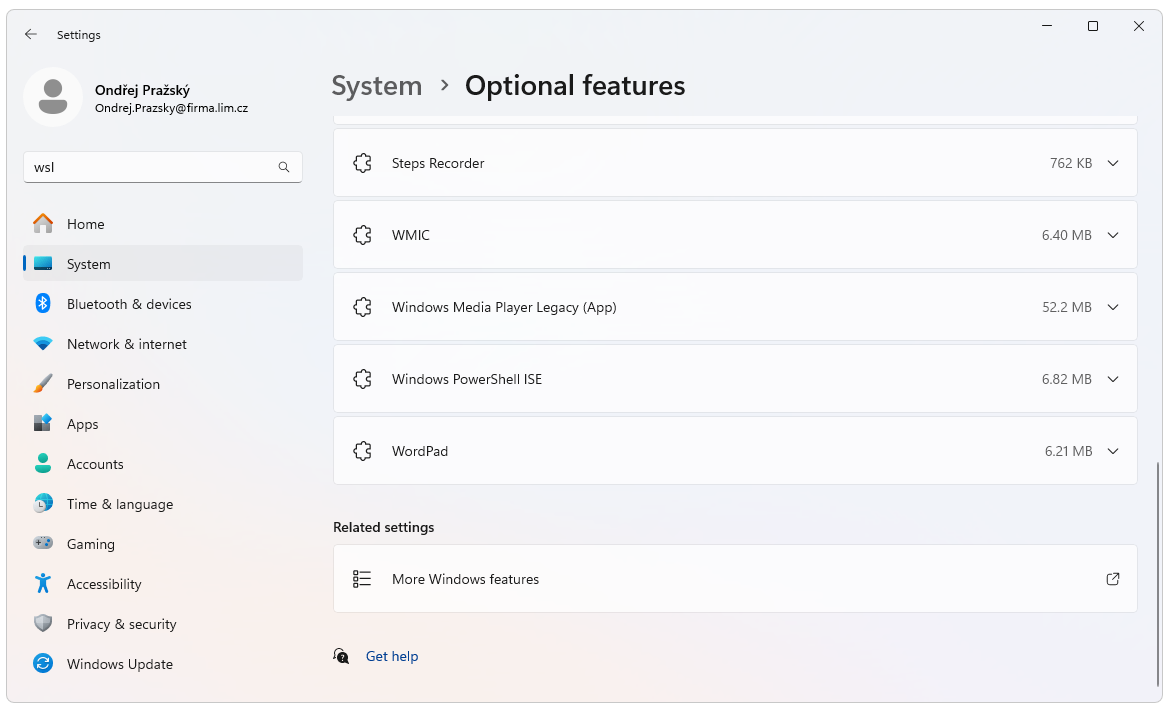 Settings
Ondřej Pražský
Ondrej.Prazsky@firma.lim.cz
wsl
Home
System
Bluetooth & devices
Network & internet
Personalization
Apps
Accounts
Time & language
Gaming
Accessibility
Privacy & security
Windows Update
System > Optional features
Steps Recorder 762 KB
WMIC 6.40 MB
Windows Media Player Legacy (App) 52.2 MB
Windows PowerShell ISE 6.82 MB
WordPad 6.21 MB
Related settings
More Windows features
Get help